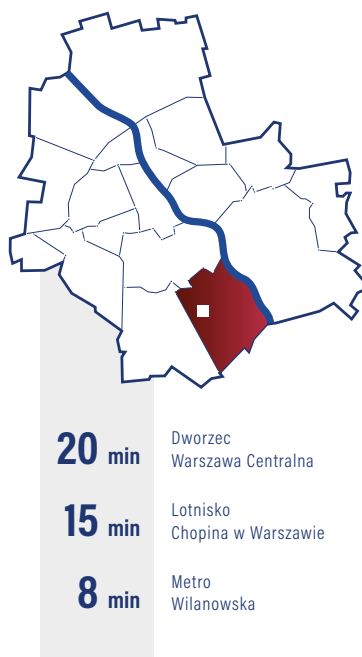 20 min
Dworzec
Warszawa Centralna
15 min
Lotnisko
Chopina w Warszawie
8 min
Metro
Wilanowska